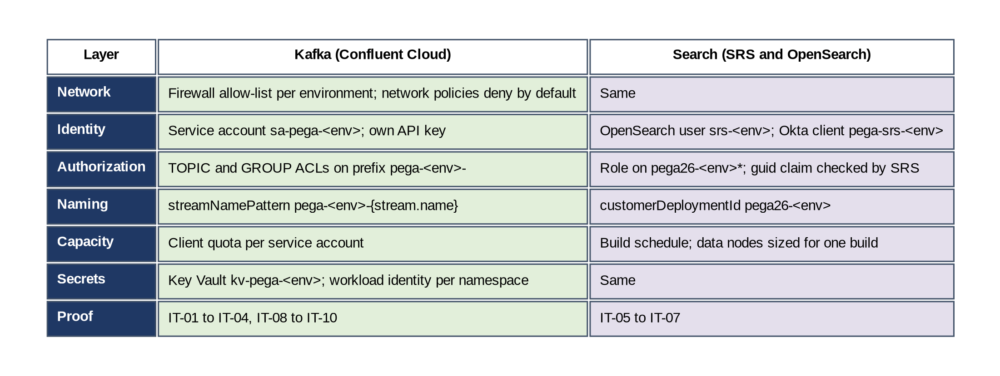 Layer Kafka (Confluent Cloud) Search (SRS and OpenSearch)
Network Firewall allow-list per environment; network policies deny by default Same
Identity Service account sa-pega-<env>; own API key OpenSearch user srs-<env>; Okta client pega-srs-<env>
Authorization TOPIC and GROUP ACLs on prefix pega-<env>- Role on pega26-<env>*; guid claim checked by SRS
Naming streamNamePattern pega-<env>-{stream.name} customerDeploymentId pega26-<env>
Capacity Client quota per service account Build schedule; data nodes sized for one build
Secrets Key Vault kv-pega-<env>; workload identity per namespace Same
Proof IT-01 to IT-04, IT-08 to IT-10 IT-05 to IT-07